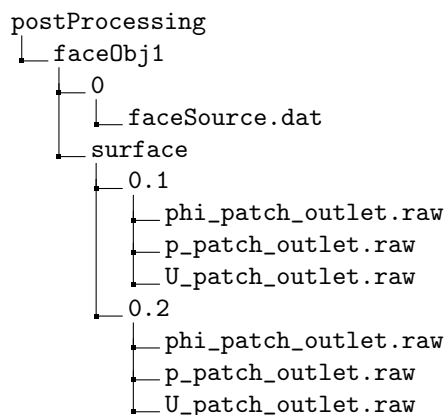 postProcessing
faceObj1
0
faceSource.dat
surface
0.1
phi_patch_outlet.raw
p_patch_outlet.raw
U_patch_outlet.raw
0.2
phi_patch_outlet.raw
p_patch_outlet.raw
U_patch_outlet.raw